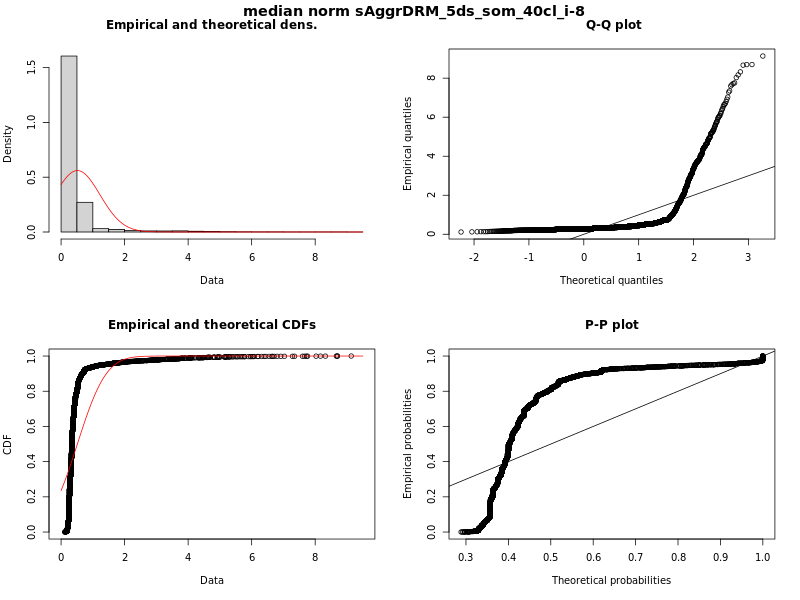 median norm sAggrDRM_5ds_som_40cl_i-8
Empirical and theoretical dens.
Density
0.0 0.5 1.0 1.5
0 2 4 6 8
Data
Q-Q plot
Empirical quantiles
0 2 4 6 8
-2 -1 0 1 2 3
Theoretical quantiles
Empirical and theoretical CDFs
CDF
0.0 0.2 0.4 0.6 0.8 1.0
0 2 4 6 8
Data
P-P plot
Empirical probabilities
0.0 0.2 0.4 0.6 0.8 1.0
0.3 0.4 0.5 0.6 0.7 0.8 0.9 1.0
Theoretical probabilities